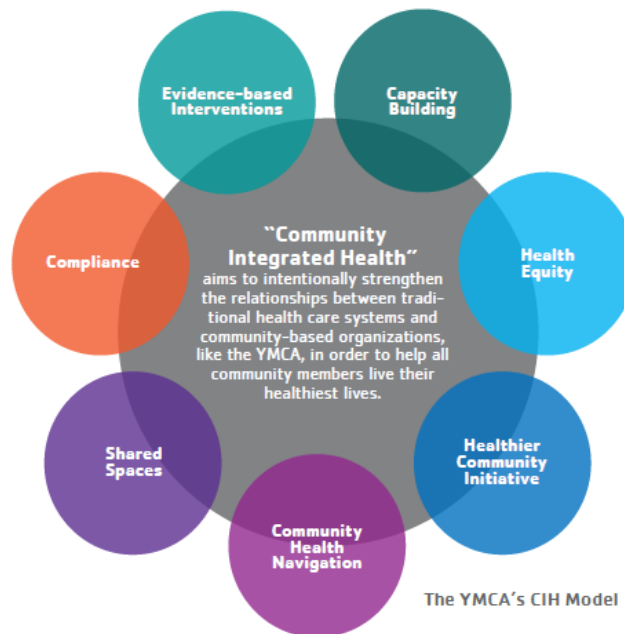 Evidence-based
Interventions
Capacity
Building
Compliance
“Community
Integrated Health”
aims to intentionally strengthen
the relationships between tradi-
tional health care systems and
community-based organizations,
like the YMCA, in order to help all
community members live their
healthiest lives.
Health
Equity
Shared
Spaces
Healthier
Community
Initiative
Community
Health
Navigation
The YMCA's CIH Model